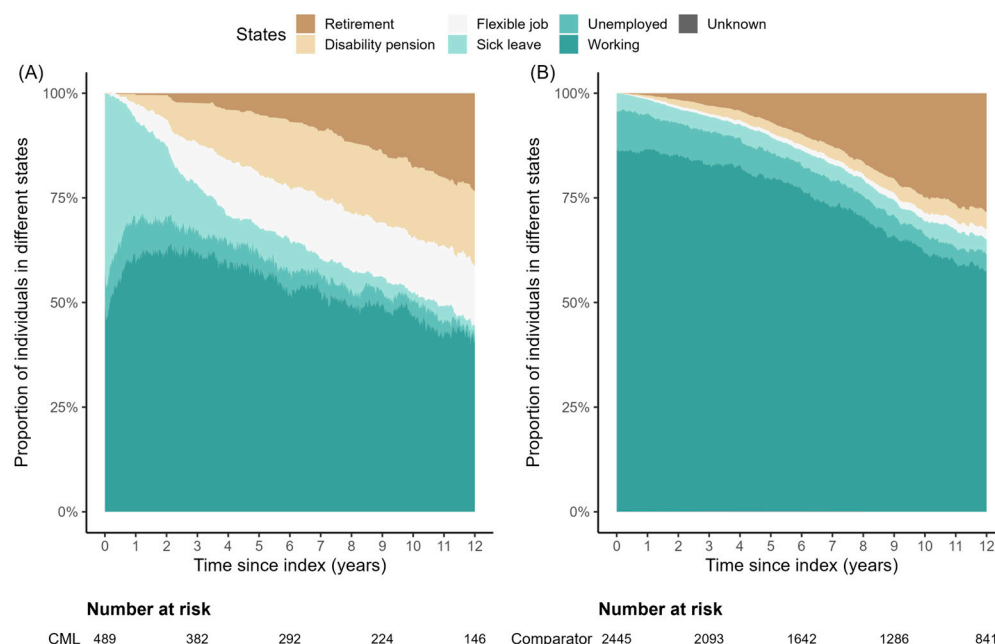 States
Retirement
Disability pension
Flexible job
Sick leave
Unemployed
Working
Unknown
(A)
Proportion of individuals in different states
100%
75%
50%
25%
0%
0 1 2 3 4 5 6 7 8 9 10 11 12
Time since index (years)
Number at risk
CML 489 382 292 224 146
(B)
Proportion of individuals in different states
100%
75%
50%
25%
0%
0 1 2 3 4 5 6 7 8 9 10 11 12
Time since index (years)
Number at risk
Comparator 2445 2093 1642 1286 841